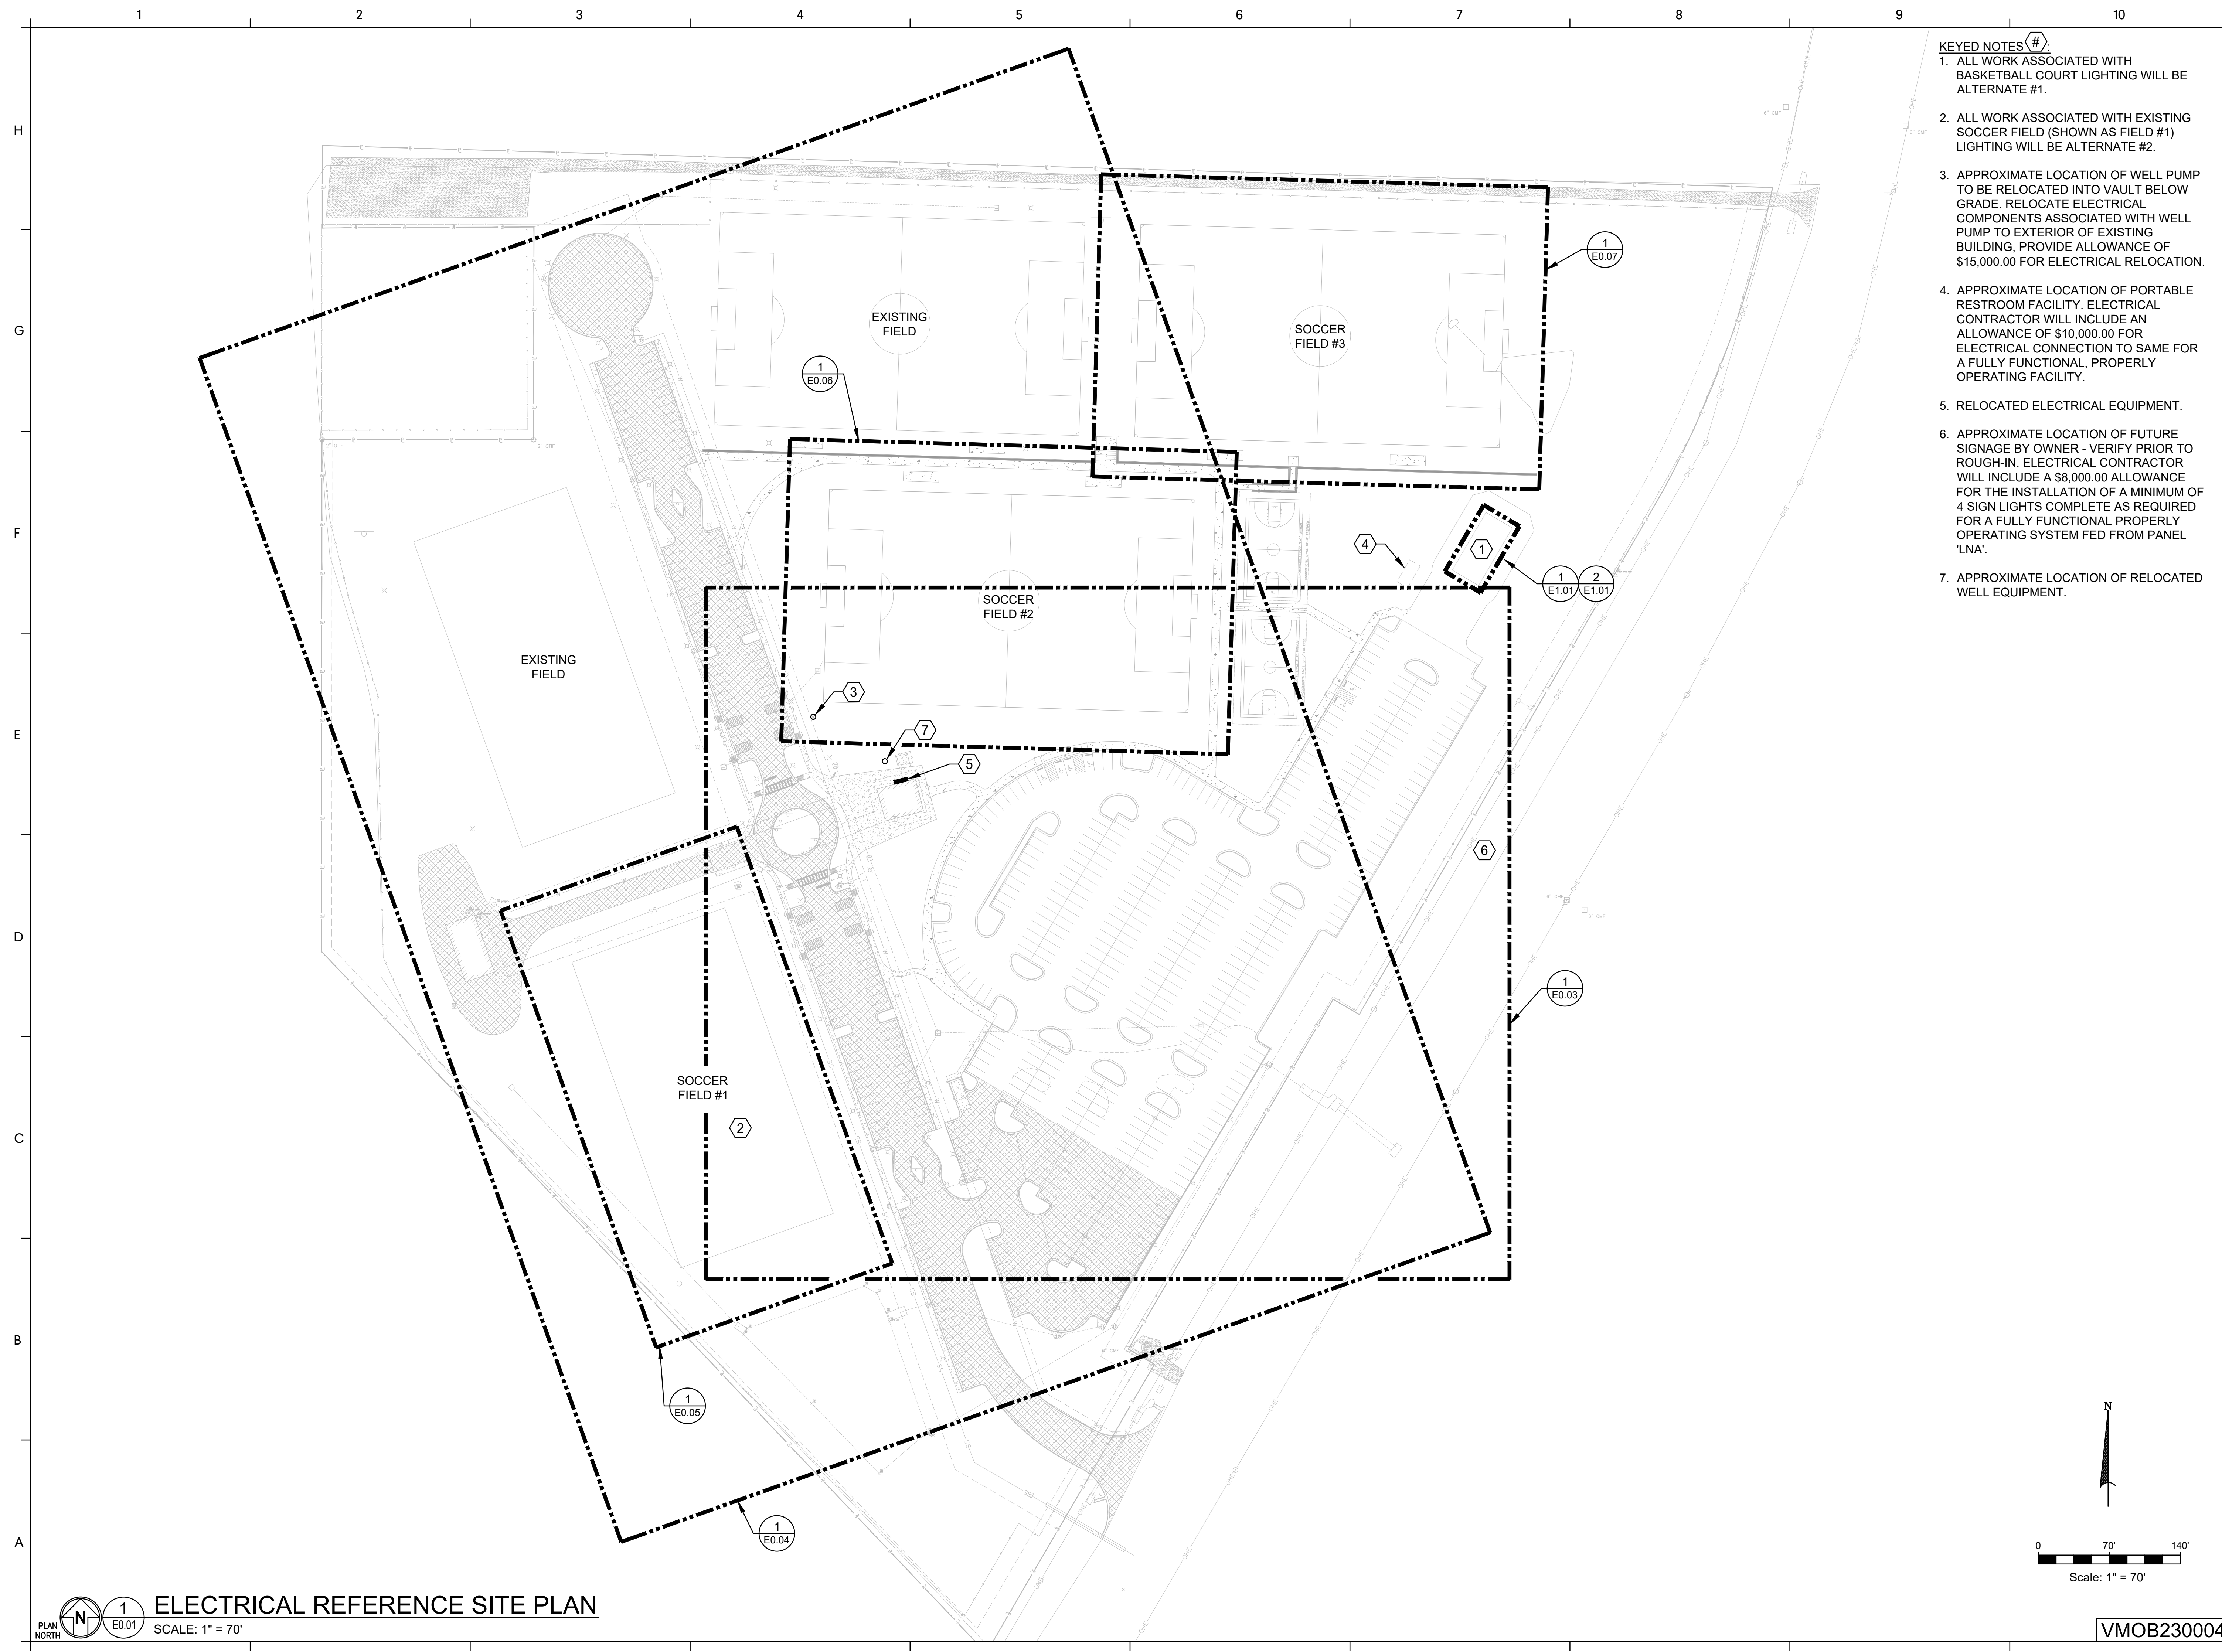 1 2 3 4 5 6 7 8 9 10
H
G
F
E
D
C
B
A
KEYED NOTES # :
1. ALL WORK ASSOCIATED WITH
BASKETBALL COURT LIGHTING WILL BE
ALTERNATE #1.
2. ALL WORK ASSOCIATED WITH EXISTING
SOCCER FIELD (SHOWN AS FIELD #1)
LIGHTING WILL BE ALTERNATE #2.
3. APPROXIMATE LOCATION OF WELL PUMP
TO BE RELOCATED INTO VAULT BELOW
GRADE. RELOCATE ELECTRICAL
COMPONENTS ASSOCIATED WITH WELL
PUMP TO EXTERIOR OF EXISTING
BUILDING, PROVIDE ALLOWANCE OF
$15,000.00 FOR ELECTRICAL RELOCATION.
4. APPROXIMATE LOCATION OF PORTABLE
RESTROOM FACILITY. ELECTRICAL
CONTRACTOR WILL INCLUDE AN
ALLOWANCE OF $10,000.00 FOR
ELECTRICAL CONNECTION TO SAME FOR
A FULLY FUNCTIONAL, PROPERLY
OPERATING FACILITY.
5. RELOCATED ELECTRICAL EQUIPMENT.
6. APPROXIMATE LOCATION OF FUTURE
SIGNAGE BY OWNER - VERIFY PRIOR TO
ROUGH-IN. ELECTRICAL CONTRACTOR
WILL INCLUDE A $8,000.00 ALLOWANCE
FOR THE INSTALLATION OF A MINIMUM OF
4 SIGN LIGHTS COMPLETE AS REQUIRED
FOR A FULLY FUNCTIONAL PROPERLY
OPERATING SYSTEM FED FROM PANEL
'LNA'.
7. APPROXIMATE LOCATION OF RELOCATED
WELL EQUIPMENT.
1
E0.07
EXISTING
FIELD
SOCCER
FIELD #3
1
E0.06
4
1
1 2
E1.01 E1.01
SOCCER
FIELD #2
EXISTING
FIELD
3
7
5
6
1
E0.03
SOCCER
FIELD #1
2
1
E0.05
1
E0.04
N
0 70' 140'
Scale: 1" = 70'
PLAN
NORTH
N
1
E0.01
ELECTRICAL REFERENCE SITE PLAN
SCALE: 1" = 70'
VMOB230004